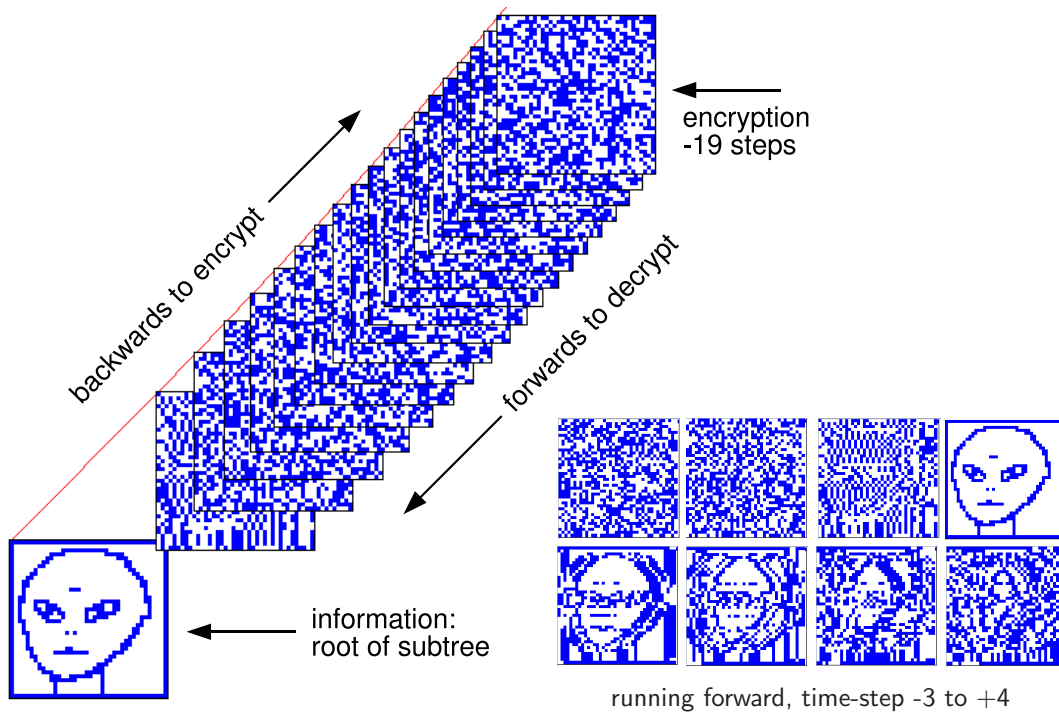 encryption
-19 steps
backwards to encrypt
forwards to decrypt
information:
root of subtree
running forward, time-step -3 to +4